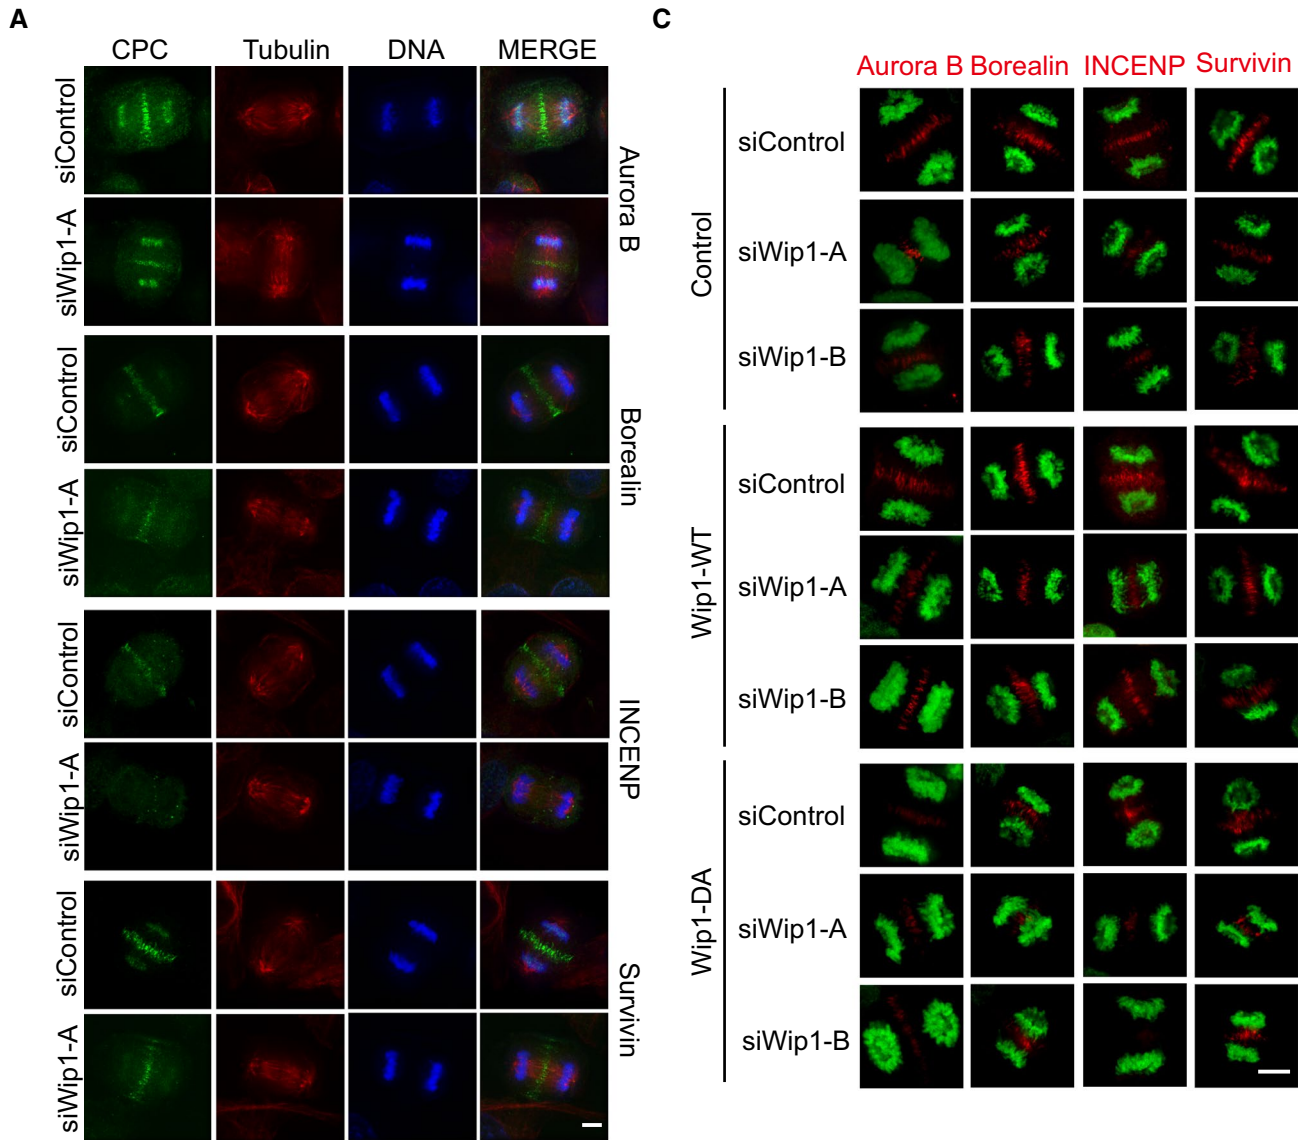 A
CPC Tubulin DNA MERGE
siControl
siWip1-A
Aurora B
siControl
siWip1-A
Borealin
siControl
siWip1-A
INCENP
siControl
siWip1-A
Survivin
C
Aurora B Borealin INCENP Survivin
Control
siControl
siWip1-A
siWip1-B
Wip1-WT
siControl
siWip1-A
siWip1-B
Wip1-DA
siControl
siWip1-A
siWip1-B